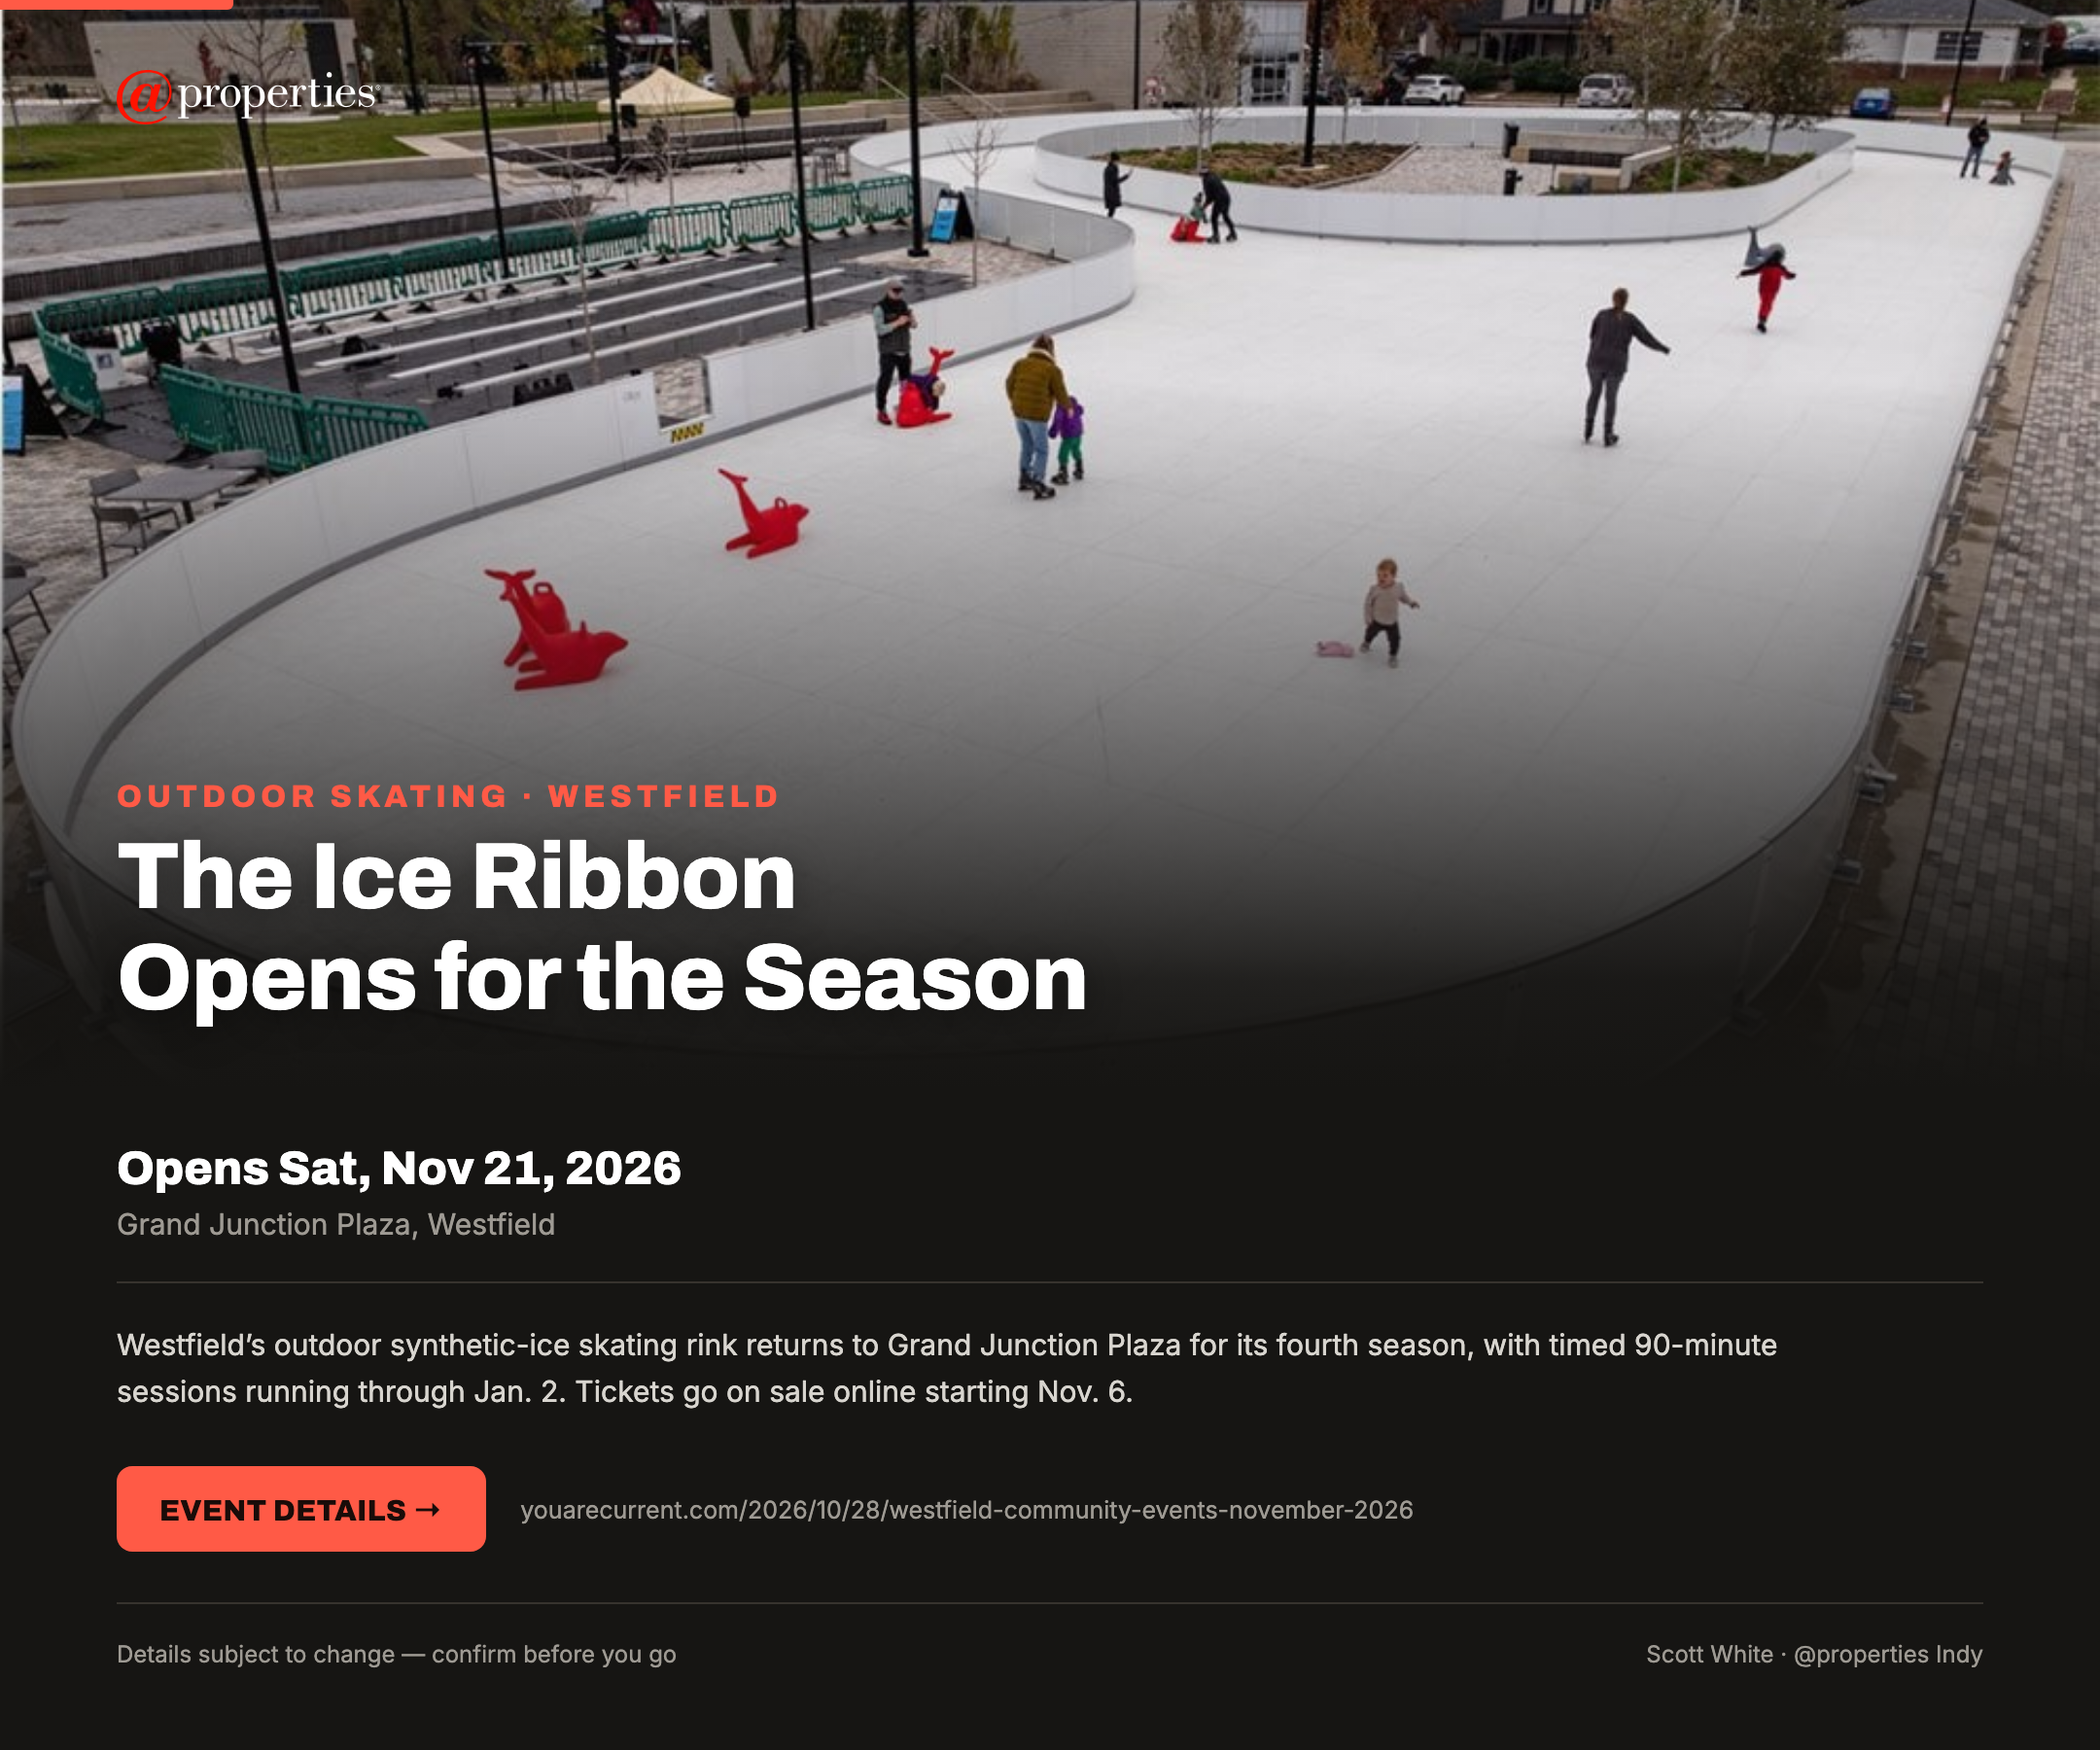 @properties
OUTDOOR SKATING · WESTFIELD
The Ice Ribbon
Opens for the Season
Opens Sat, Nov 21, 2026
Grand Junction Plaza, Westfield
Westfield’s outdoor synthetic-ice skating rink returns to Grand Junction Plaza for its fourth season, with timed 90-minute
sessions running through Jan. 2. Tickets go on sale online starting Nov. 6.
EVENT DETAILS →
youarecurrent.com/2026/10/28/westfield-community-events-november-2026
Details subject to change — confirm before you go
Scott White · @properties Indy